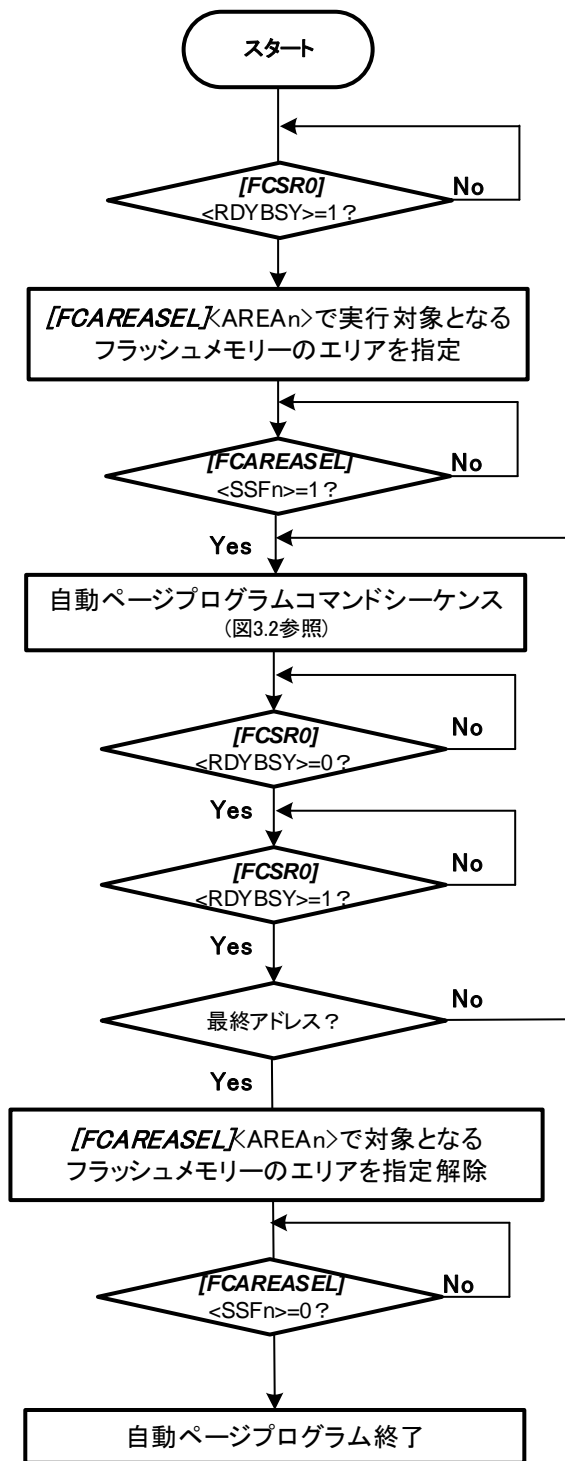 スタート
[FCSR0]
<RDYBSY>=1?
No
[FCAREASEL]<AREAn>で実行対象となる
フラッシュメモリーのエリアを指定
[FCAREASEL]
<SSFn>=1?
No
Yes
自動ページプログラムコマンドシーケンス
(図3.2参照)
[FCSR0]
<RDYBSY>=0?
No
Yes
[FCSR0]
<RDYBSY>=1?
No
Yes
最終アドレス?
No
Yes
[FCAREASEL]<AREAn>で対象となる
フラッシュメモリーのエリアを指定解除
[FCAREASEL]
<SSFn>=0?
No
自動ページプログラム終了